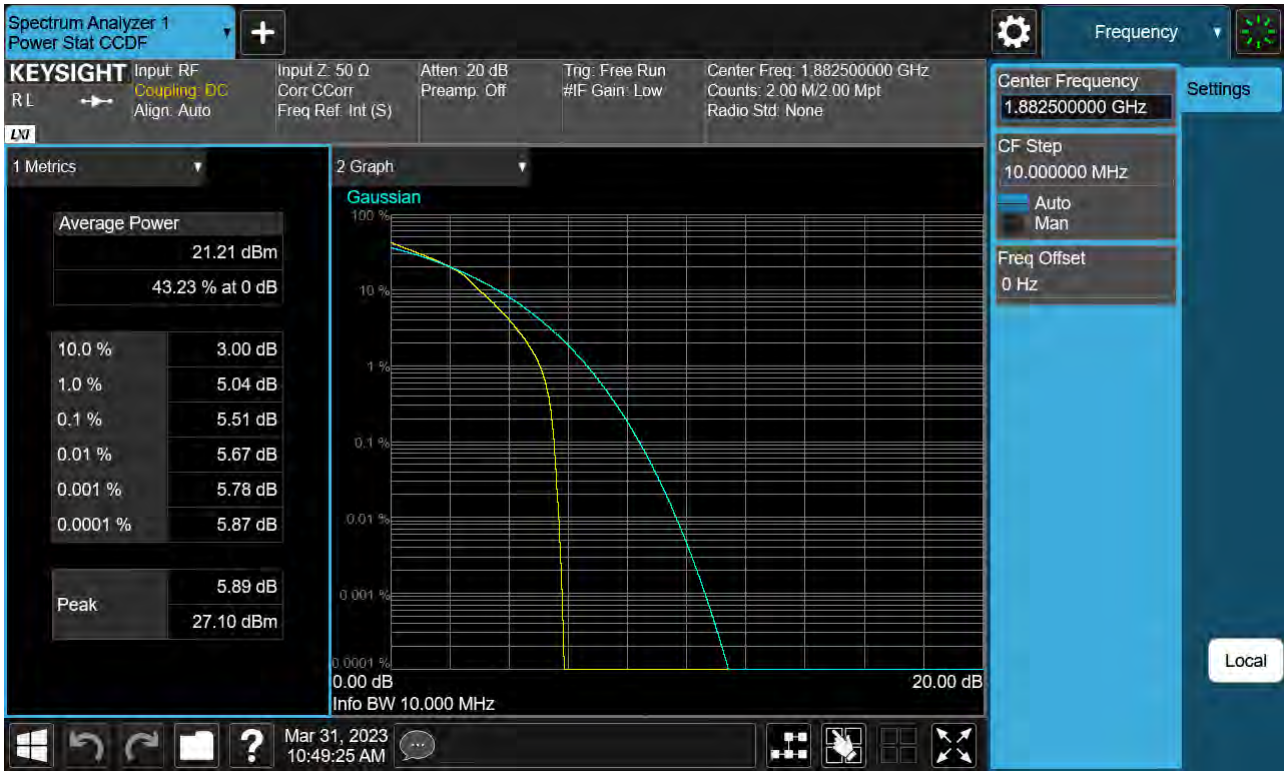 Spectrum Analyzer 1
Power Stat CCDF
+
Frequency
KEYSIGHT
RL
LXI
Input: RF
Coupling: DC
Align: Auto
Input Z: 50 Ω
Corr CCorr
Freq Ref: Int (S)
Atten: 20 dB
Preamp: Off
Trig: Free Run
#IF Gain: Low
Center Freq: 1.882500000 GHz
Counts: 2.00 M/2.00 Mpt
Radio Std: None
Center Frequency
1.882500000 GHz
Settings
CF Step
10.000000 MHz
Auto
Man
Freq Offset
0 Hz
1 Metrics
Average Power
21.21 dBm
43.23 % at 0 dB
10.0 % 3.00 dB
1.0 % 5.04 dB
0.1 % 5.51 dB
0.01 % 5.67 dB
0.001 % 5.78 dB
0.0001 % 5.87 dB
Peak
5.89 dB
27.10 dBm
2 Graph
Gaussian
100 %
10 %
1 %
0.1 %
0.01 %
0.001 %
0.0001 %
0.00 dB 20.00 dB
Info BW 10.000 MHz
Local
?
Mar 31, 2023
10:49:25 AM